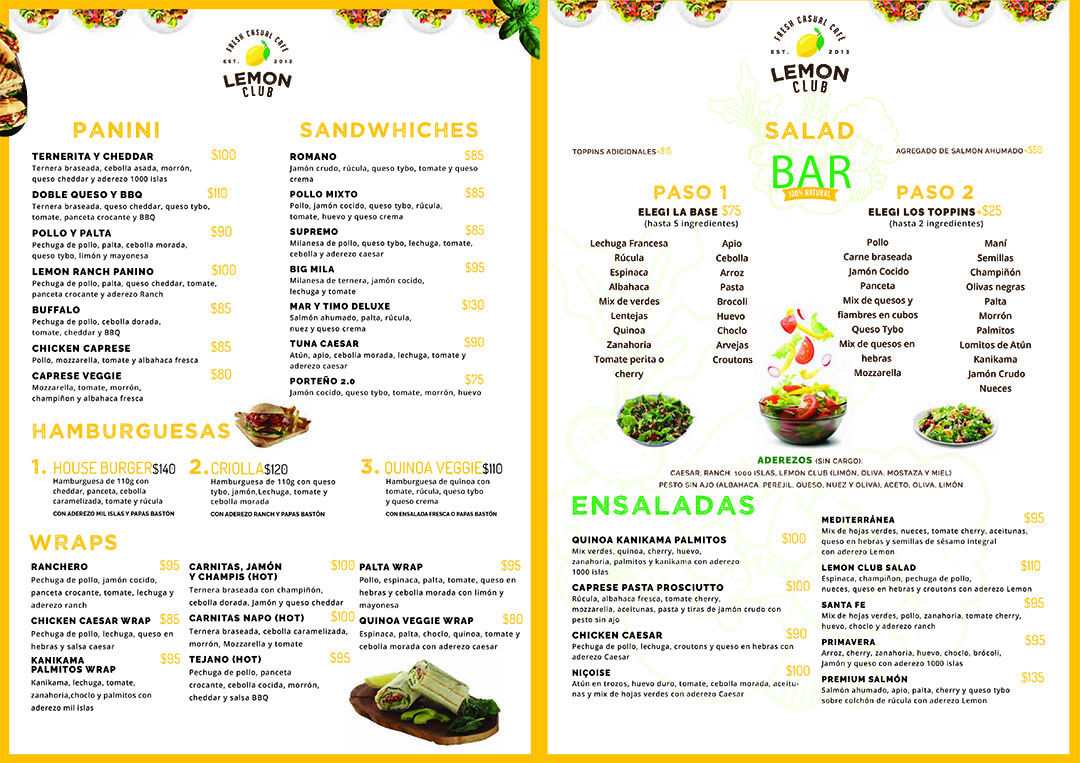 FRESH CASUAL CAFÉ
EST. 2013
LEMON
CLUB
PANINI
TERNERITA Y CHEDDAR $100
Ternera braseada, cebolla asada, morrón,
queso cheddar y aderezo 1000 islas
DOBLE QUESO Y BBQ $110
Ternera braseada, queso cheddar, queso tybo,
tomate, panceta crocante y BBQ
POLLO Y PALTA $90
Pechuga de pollo, palta, cebolla morada,
queso tybo, limón y mayonesa
LEMON RANCH PANINO $100
Pechuga de pollo, palta, queso cheddar, tomate,
panceta crocante y aderezo Ranch
BUFFALO $85
Pechuga de pollo, cebolla dorada,
tomate, cheddar y BBQ
CHICKEN CAPRESE $85
Pollo, mozzarella, tomate y albahaca fresca
CAPRESE VEGGIE $80
Mozzarella, tomate, morrón,
champiñon y albahaca fresca
SANDWHICHES
ROMANO $85
Jamón crudo, rúcula, queso tybo, tomate y queso
crema
POLLO MIXTO $85
Pollo, jamón cocido, queso tybo, rúcula,
tomate, huevo y queso crema
SUPREMO $85
Milanesa de pollo, queso tybo, lechuga, tomate,
cebolla y aderezo caesar
BIG MILA $95
Milanesa de ternera, jamón cocido,
lechuga y tomate
MAR Y TIMO DELUXE $130
Salmón ahumado, palta, rúcula,
nuez y queso crema
TUNA CAESAR $90
Atún, apio, cebolla morada, lechuga, tomate y
aderezo caesar
PORTEÑO 2.0 $75
Jamón cocido, queso tybo, tomate, morrón, huevo
HAMBURGUESAS
1. HOUSE BURGER $140
Hamburguesa de 110g con
cheddar, panceta, cebolla
caramelizada, tomate y rúcula
CON ADEREZO MIL ISLAS Y PAPAS BASTÓN
2. CRIOLLA $120
Hamburguesa de 110g con queso
tybo, jamón,Lechuga, tomate y
cebolla morada
CON ADEREZO RANCH Y PAPAS BASTÓN
3. QUINOA VEGGIE $110
Hamburguesa de quinoa con
tomate, rúcula, queso tybo
y queso crema
CON ENSALADA FRESCA O PAPAS BASTÓN
WRAPS
RANCHERO $95
Pechuga de pollo, jamón cocido,
panceta crocante, tomate, lechuga y
aderezo ranch
CHICKEN CAESAR WRAP $85
Pechuga de pollo, lechuga, queso en
hebras y salsa caesar
KANIKAMA $95
PALMITOS WRAP
Kanikama, lechuga, tomate,
zanahoria,choclo y palmitos con
aderezo mil islas
CARNITAS, JAMÓN $100
Y CHAMPIS (HOT)
Ternera braseada con champiñón,
cebolla dorada, Jamón y queso cheddar
CARNITAS NAPO (HOT) $100
Ternera braseada, cebolla caramelizada,
morrón, Mozzarella y tomate
TEJANO (HOT) $95
Pechuga de pollo, panceta
crocante, cebolla cocida, morrón,
cheddar y salsa BBQ
PALTA WRAP $95
Pollo, espinaca, palta, tomate, queso en
hebras y cebolla morada con limón y
mayonesa
QUINOA VEGGIE WRAP $80
Espinaca, palta, choclo, quinoa, tomate y
cebolla morada con aderezo caesar
FRESH CASUAL CAFÉ
EST. 2013
LEMON
CLUB
SALAD
BAR
100% NATURAL
TOPPINS ADICIONALES+$15
AGREGADO DE SALMÓN AHUMADO+$50
PASO 1
ELEGI LA BASE $75
(hasta 5 ingredientes)
Lechuga Francesa
Rúcula
Espinaca
Albahaca
Mix de verdes
Lentejas
Quinoa
Zanahoria
Tomate perita o
cherry
Apio
Cebolla
Arroz
Pasta
Brocoli
Huevo
Choclo
Arvejas
Croutons
PASO 2
ELEGI LOS TOPPINS+$25
(hasta 2 ingredientes)
Pollo
Carne braseada
Jamón Cocido
Panceta
Mix de quesos y
fiambres en cubos
Queso Tybo
Mix de quesos en
hebras
Mozzarella
Maní
Semillas
Champiñón
Olivas negras
Palta
Morrón
Palmitos
Lomitos de Atún
Kanikama
Jamón Crudo
Nueces
ADEREZOS (SIN CARGO):
CAESAR, RANCH, 1000 ISLAS, LEMON CLUB (LIMÓN, OLIVA, MOSTAZA Y MIEL)
PESTO SIN AJO (ALBAHACA, PEREJIL, QUESO, NUEZ Y OLIVA), ACETO, OLIVA, LIMÓN
ENSALADAS
QUINOA KANIKAMA PALMITOS $100
Mix verdes, quinoa, cherry, huevo,
zanahoria, palmitos y kanikama con aderezo
1000 islas
CAPRESE PASTA PROSCIUTTO $100
Rúcula, albahaca fresca, tomate cherry,
mozzarella, aceitunas, pasta y tiras de jamón crudo con
pesto sin ajo
CHICKEN CAESAR $90
Pechuga de pollo, lechuga, croutons y queso en hebras con
aderezo Caesar
NIÇOISE $100
Atún en trozos, huevo duro, tomate, cebolla morada, aceitu-
nas y mix de hojas verdes con aderezo Caesar
MEDITERRÁNEA $95
Mix de hojas verdes, nueces, tomate cherry, aceitunas,
queso en hebras y semillas de sésamo integral
con aderezo Lemon
LEMON CLUB SALAD $110
Espinaca, champiñon, pechuga de pollo,
nueces, queso en hebras y croutons con aderezo Lemon
SANTA FE $95
Mix de hojas verdes, pollo, zanahoria, tomate cherry,
huevo, choclo y aderezo ranch
PRIMAVERA $95
Arroz, cherry, zanahoria, huevo, choclo, brócoli,
Jamón y queso con aderezo 1000 islas
PREMIUM SALMÓN $135
Salmón ahumado, apio, palta, cherry y queso tybo
sobre colchón de rúcula con aderezo Lemon